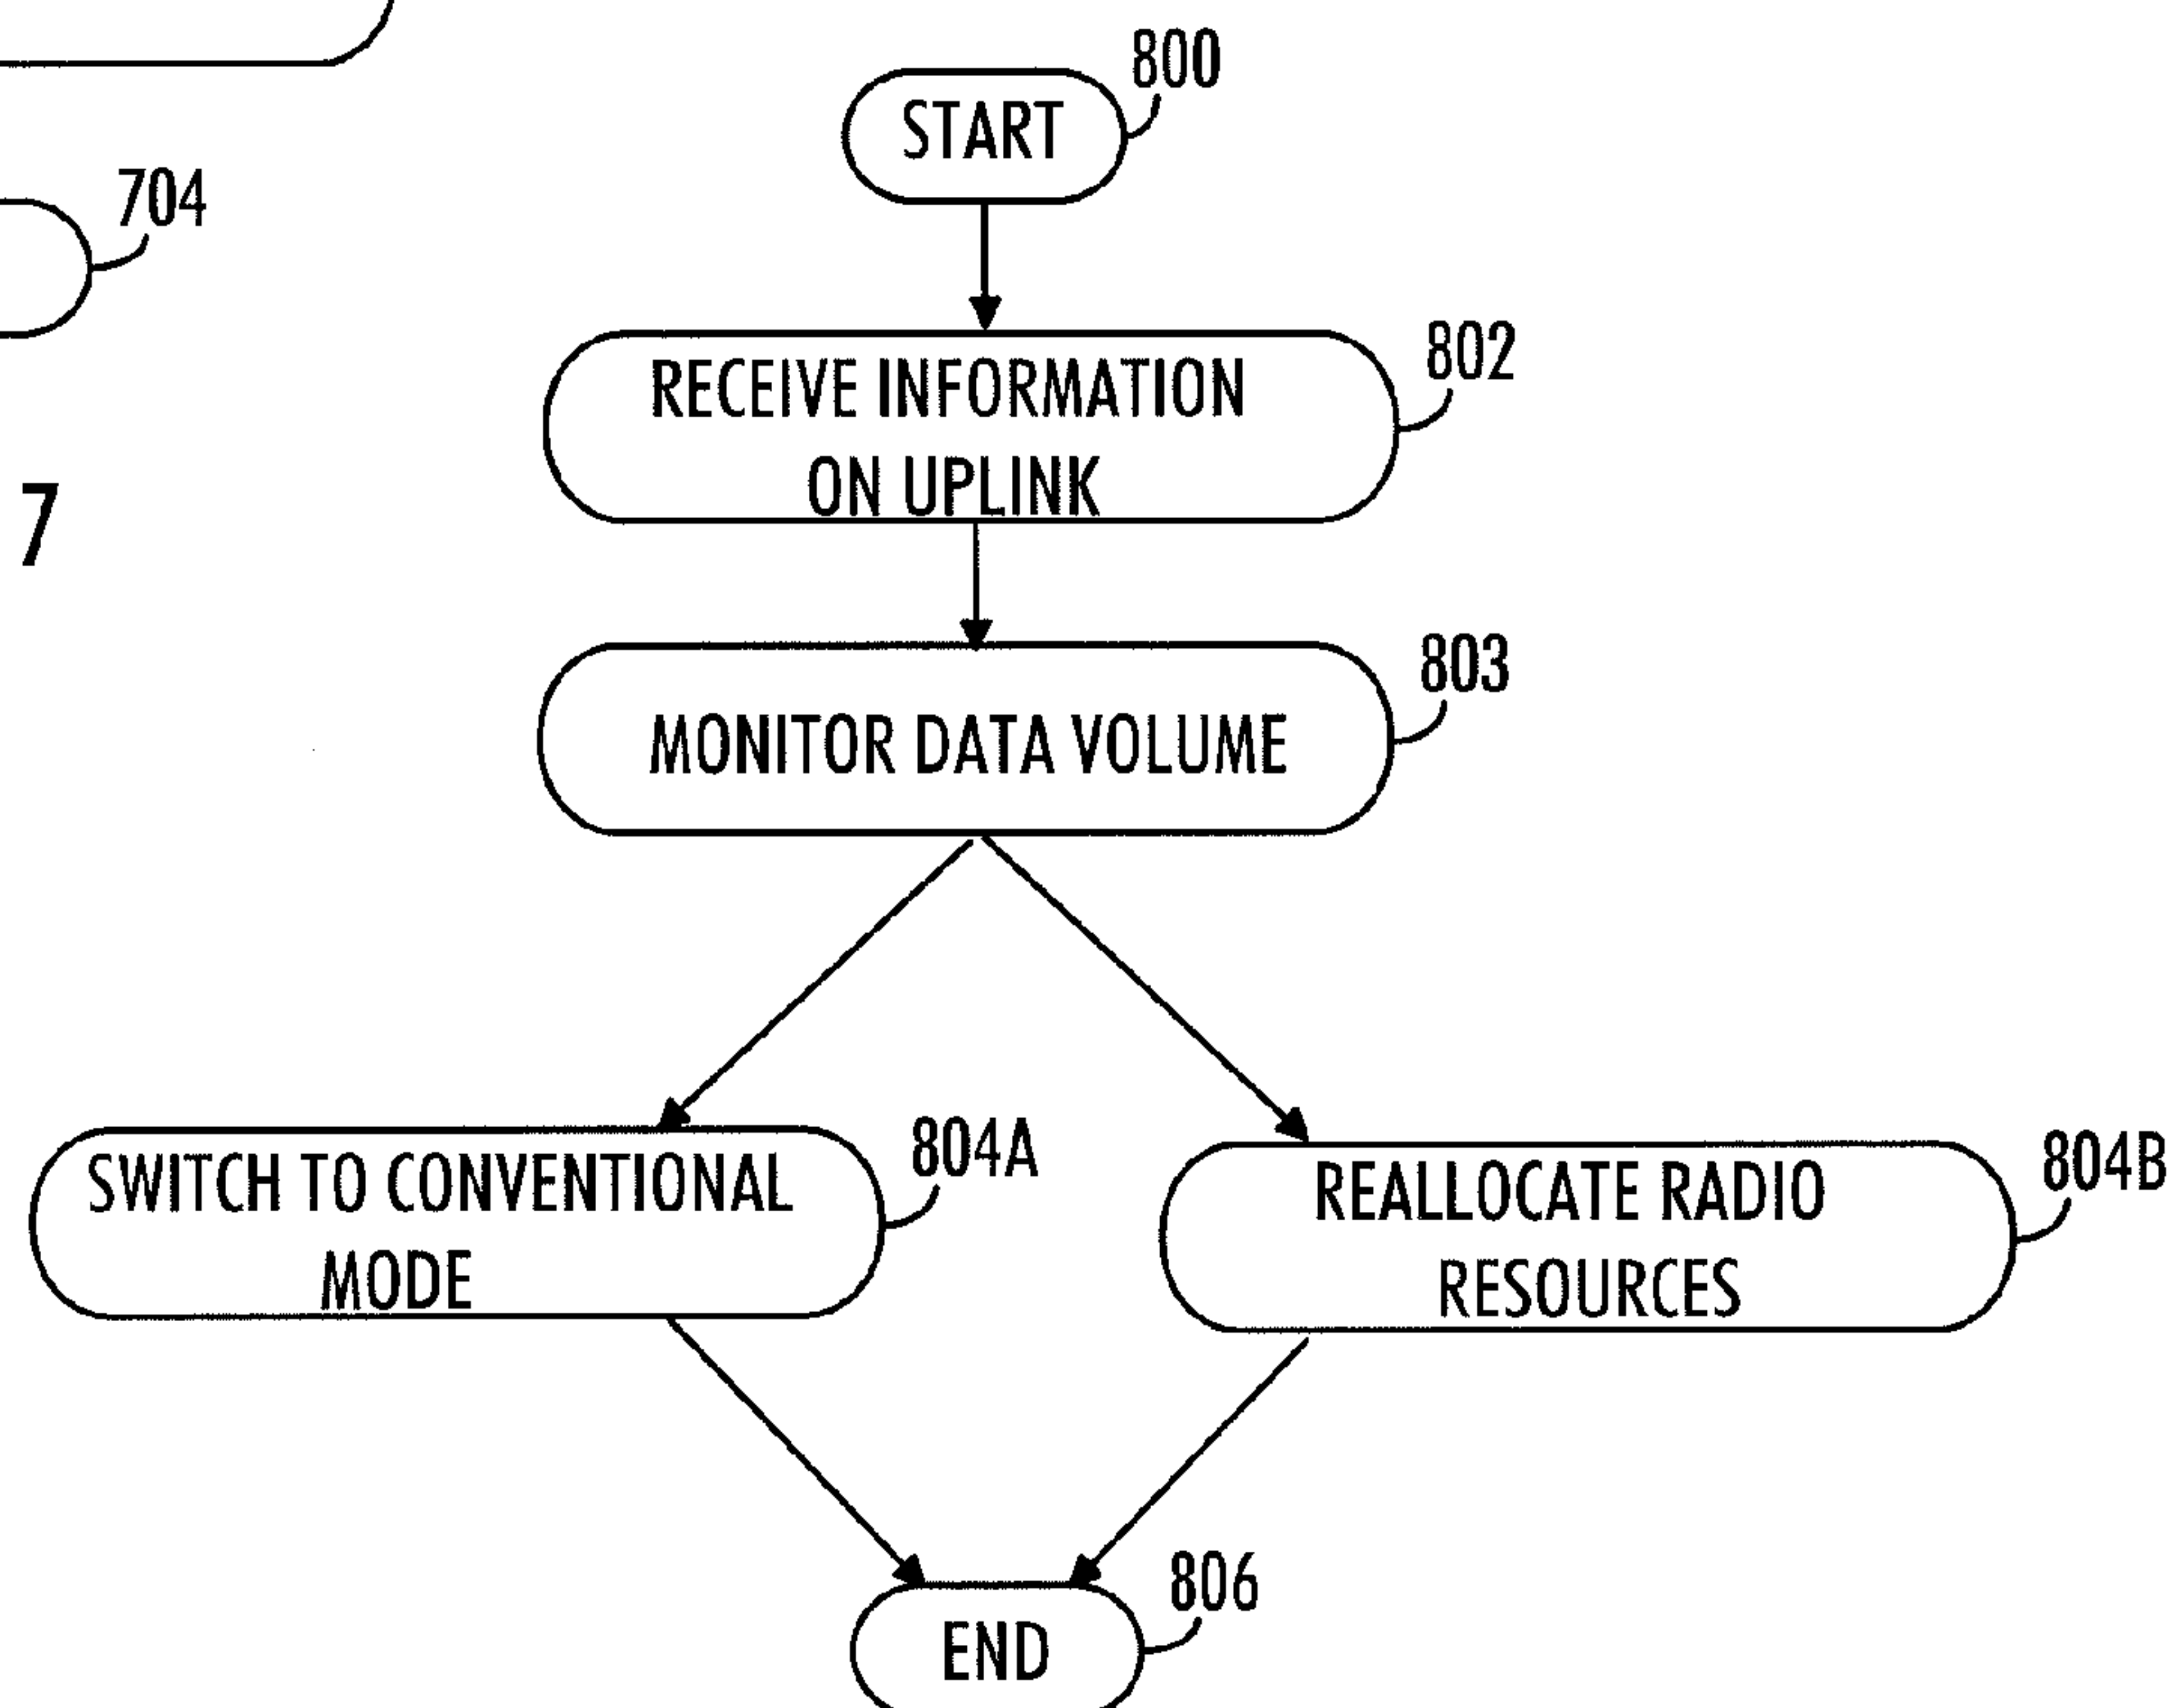 800
START
704
802
RECEIVE INFORMATION
ON UPLINK
7
803
MONITOR DATA VOLUME
804A
SWITCH TO CONVENTIONAL
MODE
804B
REALLOCATE RADIO
RESOURCES
806
END